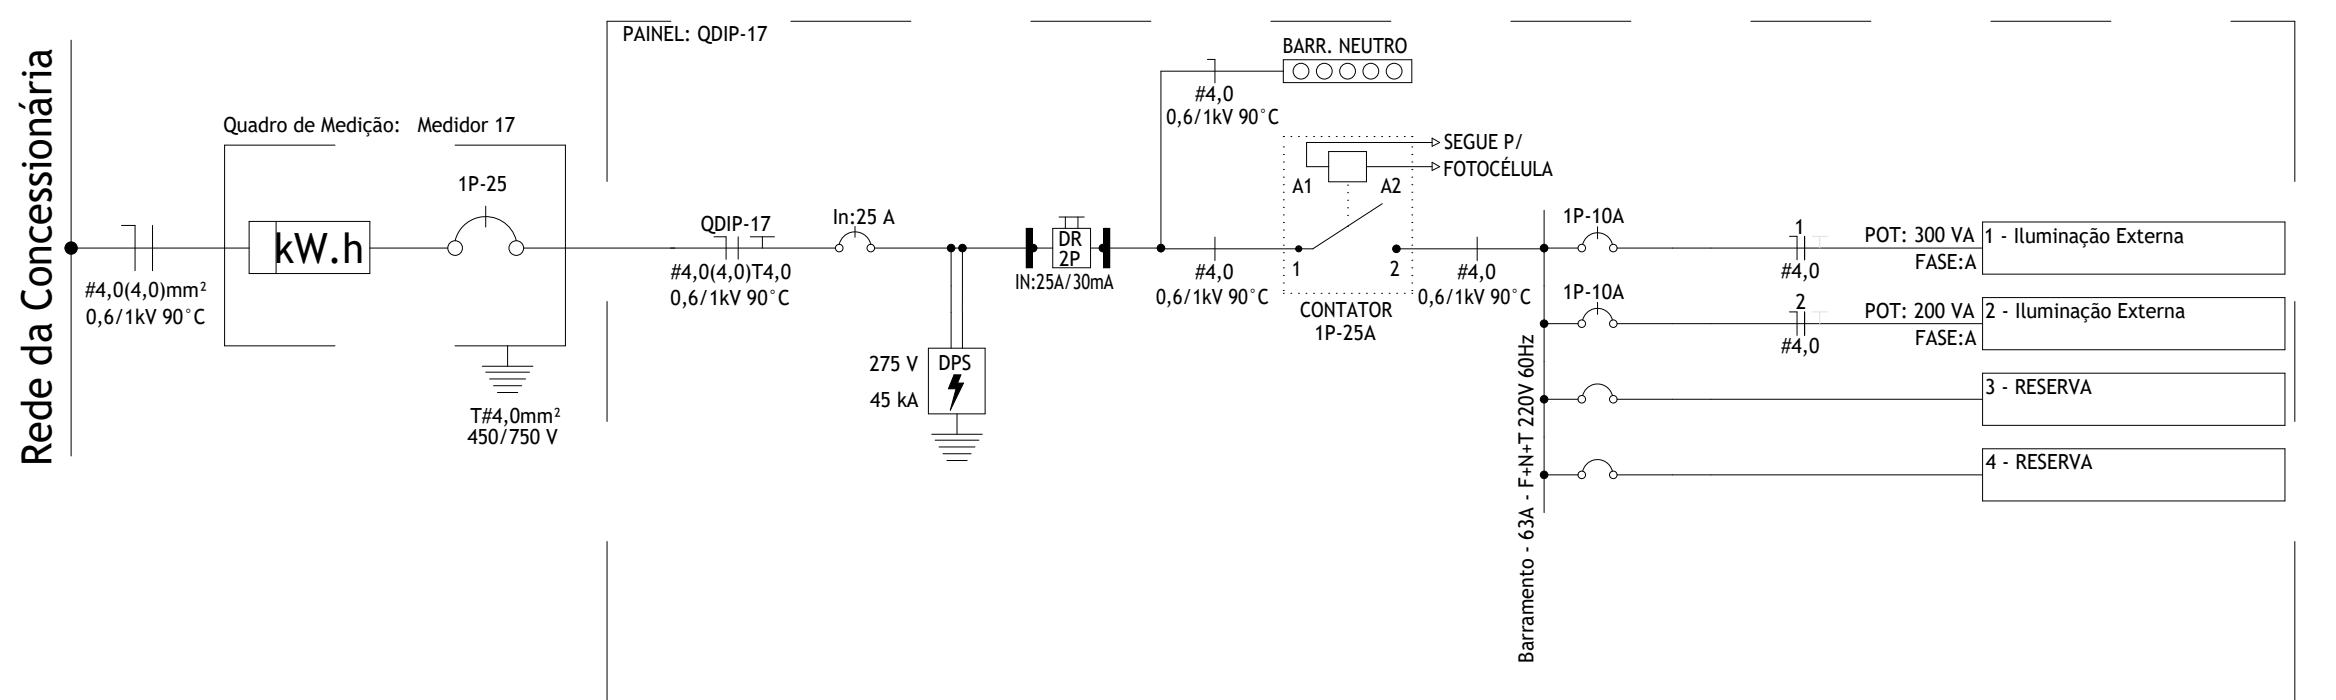 Rede da Concessionária
#4,0(4,0)mm²
0,6/1kV 90°C
Quadro de Medição: Medidor 17
kW.h
1P-25
T#4,0mm²
450/750 V
PAINEL: QDIP-17
QDIP-17
#4,0(4,0)T4,0
0,6/1kV 90°C
In:25 A
275 V
45 kA
DPS
DR
2P
IN:25A/30mA
BARR. NEUTRO
#4,0
0,6/1kV 90°C
#4,0
0,6/1kV 90°C
SEGUE P/
FOTOCÉLULA
A1
A2
1
2
CONTATOR
1P-25A
#4,0
0,6/1kV 90°C
Barramento - 63A - F+N+T 220V 60Hz
1P-10A
1
#4,0
POT: 300 VA
FASE:A
1 - Iluminação Externa
1P-10A
2
#4,0
POT: 200 VA
FASE:A
2 - Iluminação Externa
3 - RESERVA
4 - RESERVA